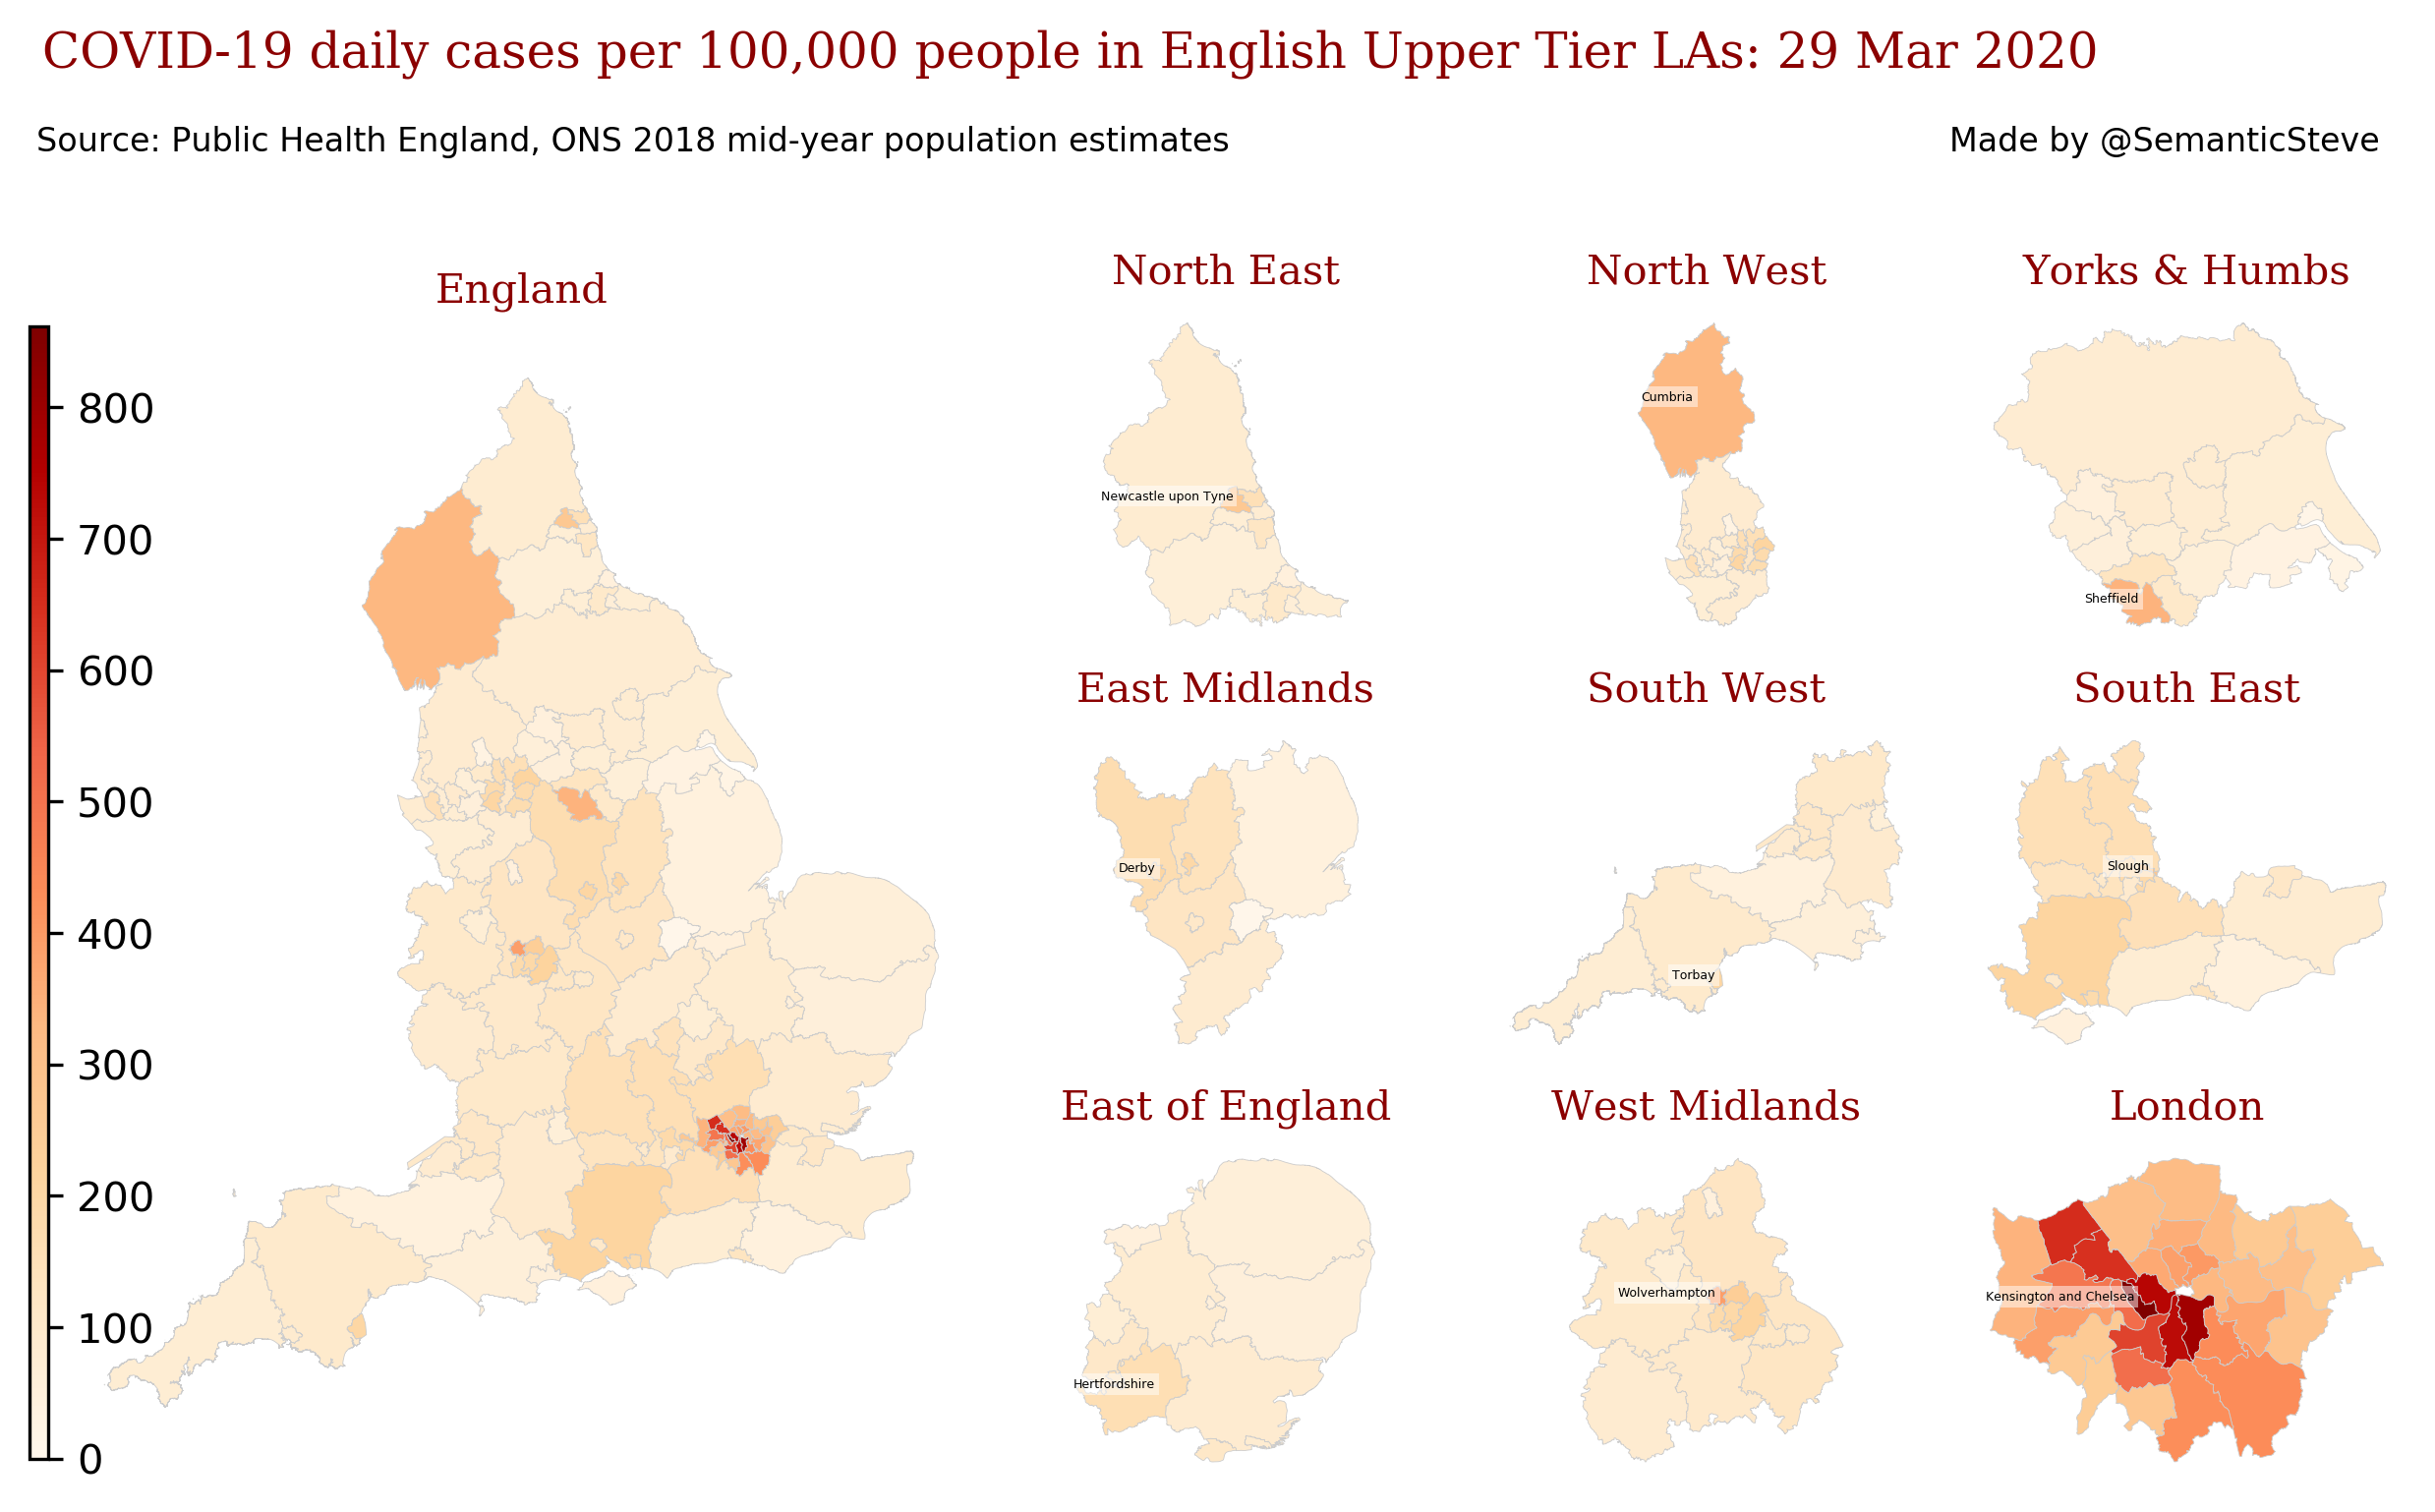 COVID-19 daily cases per 100,000 people in English Upper Tier LAs: 29 Mar 2020
Source: Public Health England, ONS 2018 mid-year population estimates
Made by @SemanticSteve
England
800
700
600
500
400
300
200
100
0
North East
Newcastle upon Tyne
North West
Cumbria
Yorks & Humbs
Sheffield
East Midlands
Derby
South West
Torbay
South East
Slough
East of England
Hertfordshire
West Midlands
Wolverhampton
London
Kensington and Chelsea